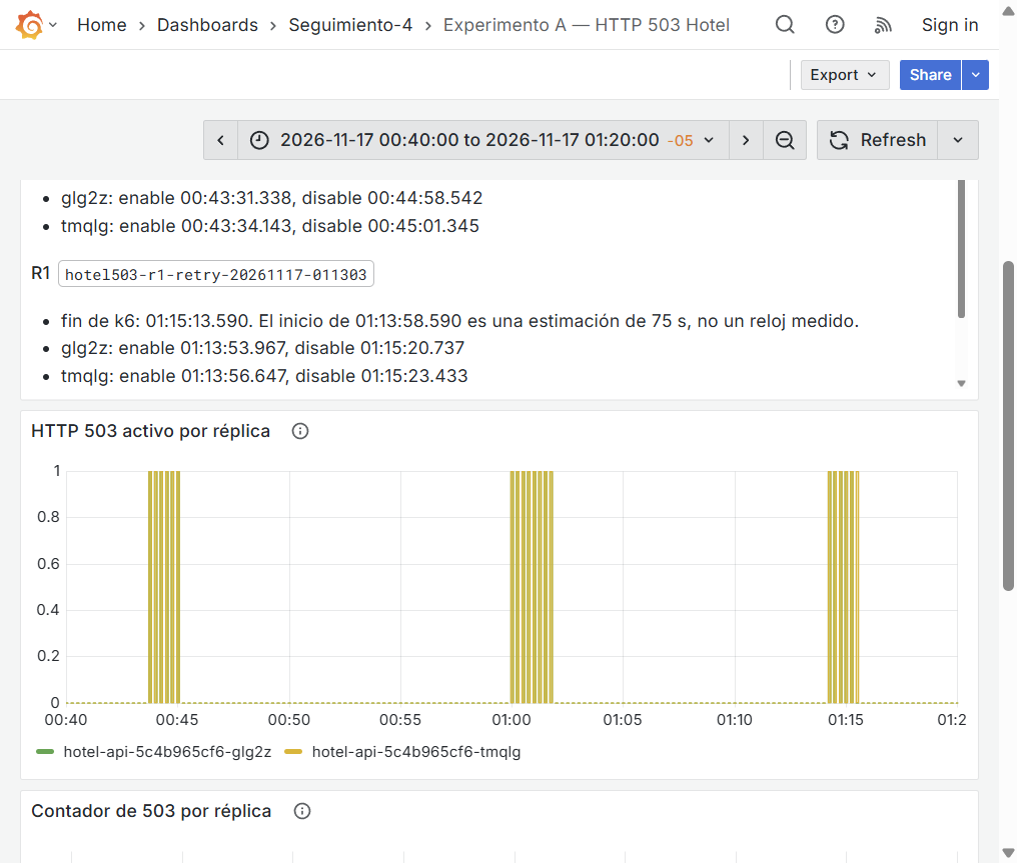 Home › Dashboards › Seguimiento-4 › Experimento A — HTTP 503 Hotel Sign in
Export Share
2026-11-17 00:40:00 to 2026-11-17 01:20:00 -05 Refresh
glg2z: enable 00:43:31.338, disable 00:44:58.542
tmqlg: enable 00:43:34.143, disable 00:45:01.345
R1 hotel503-r1-retry-20261117-011303
fin de k6: 01:15:13.590. El inicio de 01:13:58.590 es una estimación de 75 s, no un reloj medido.
glg2z: enable 01:13:53.967, disable 01:15:20.737
tmqlg: enable 01:13:56.647, disable 01:15:23.433
HTTP 503 activo por réplica
1
0.8
0.6
0.4
0.2
0
00:40 00:45 00:50 00:55 01:00 01:05 01:10 01:15 01:2
hotel-api-5c4b965cf6-glg2z hotel-api-5c4b965cf6-tmqlg
Contador de 503 por réplica